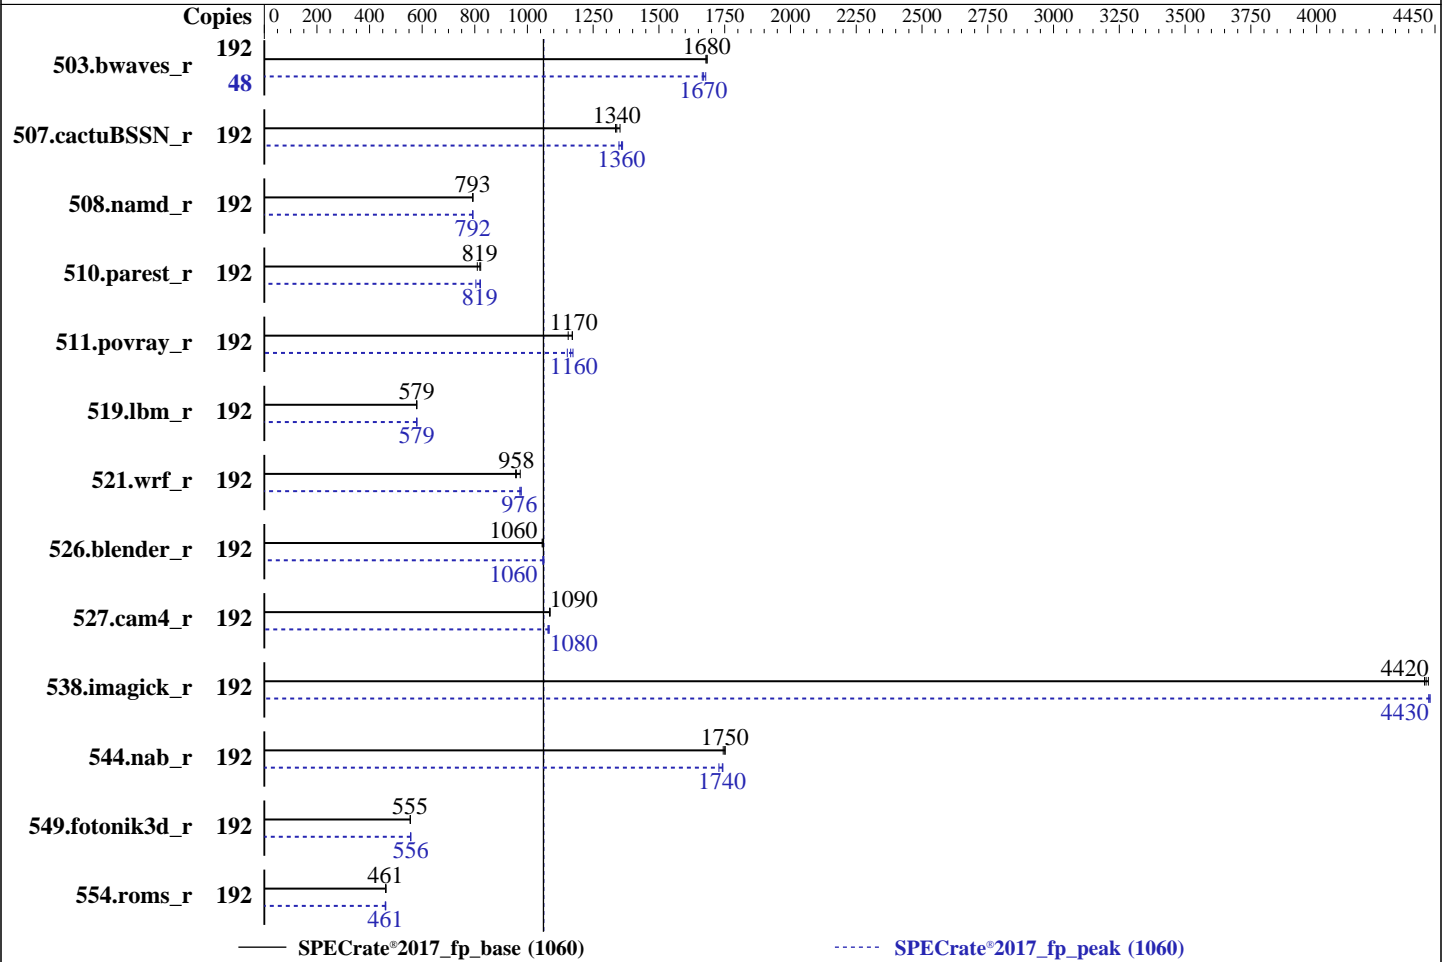 Copies 0 200 400 600 800 1000 1250 1500 1750 2000 2250 2500 2750 3000 3250 3500 3750 4000 4450
503.bwaves_r 192 1680
48 1670
507.cactuBSSN_r 192 1340
1360
508.namd_r 192 793
792
510.parest_r 192 819
819
511.povray_r 192 1170
1160
519.lbm_r 192 579
579
521.wrf_r 192 958
976
526.blender_r 192 1060
1060
527.cam4_r 192 1090
1080
538.imagick_r 192 4420
4430
544.nab_r 192 1750
1740
549.fotonik3d_r 192 555
556
554.roms_r 192 461
461
SPECrate®2017_fp_base (1060) SPECrate®2017_fp_peak (1060)